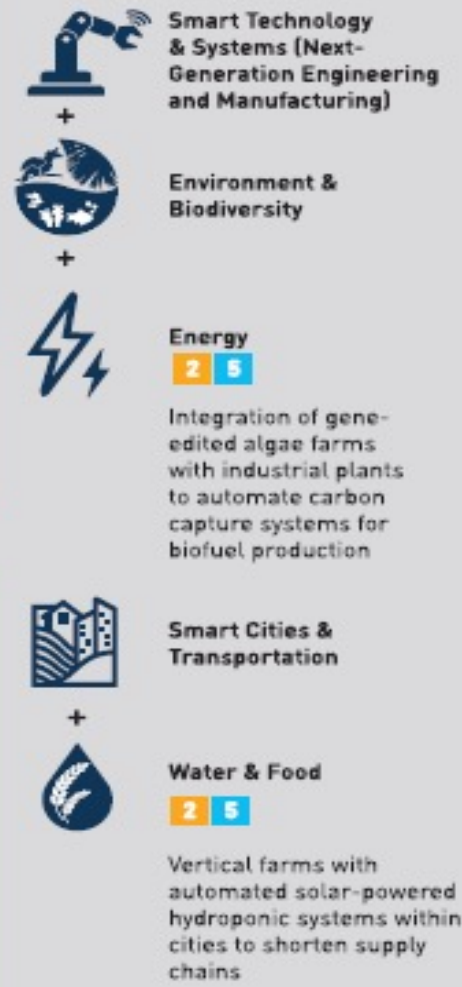 Smart Technology
& Systems (Next-
Generation Engineering
and Manufacturing)
+
Environment &
Biodiversity
+
Energy
2 5
Integration of gene-
edited algae farms
with industrial plants
to automate carbon
capture systems for
biofuel production
Smart Cities &
Transportation
+
Water & Food
2 5
Vertical farms with
automated solar-powered
hydroponic systems within
cities to shorten supply
chains